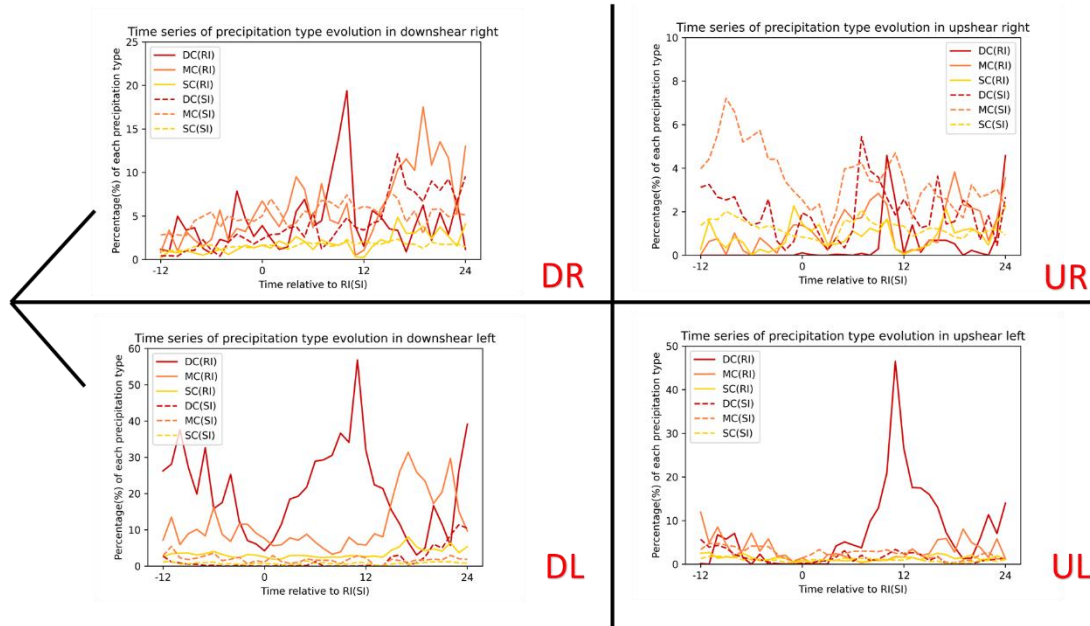 Time series of precipitation type evolution in downshear right
Percentage(%) of each precipitation type
25
20
15
10
5
0
DC(RI)
MC(RI)
SC(RI)
DC(SI)
MC(SI)
SC(SI)
-12
0
12
24
Time relative to RI(SI)
DR
Time series of precipitation type evolution in upshear right
Percentage(%) of each precipitation type
10
8
6
4
2
0
DC(RI)
MC(RI)
SC(RI)
DC(SI)
MC(SI)
SC(SI)
-12
0
12
24
Time relative to RI(SI)
UR
Time series of precipitation type evolution in downshear left
Percentage(%) of each precipitation type
60
50
40
30
20
10
0
DC(RI)
MC(RI)
SC(RI)
DC(SI)
MC(SI)
SC(SI)
-12
0
12
24
Time relative to RI(SI)
DL
Time series of precipitation type evolution in upshear left
Percentage(%) of each precipitation type
50
40
30
20
10
0
DC(RI)
MC(RI)
SC(RI)
DC(SI)
MC(SI)
SC(SI)
-12
0
12
24
Time relative to RI(SI)
UL